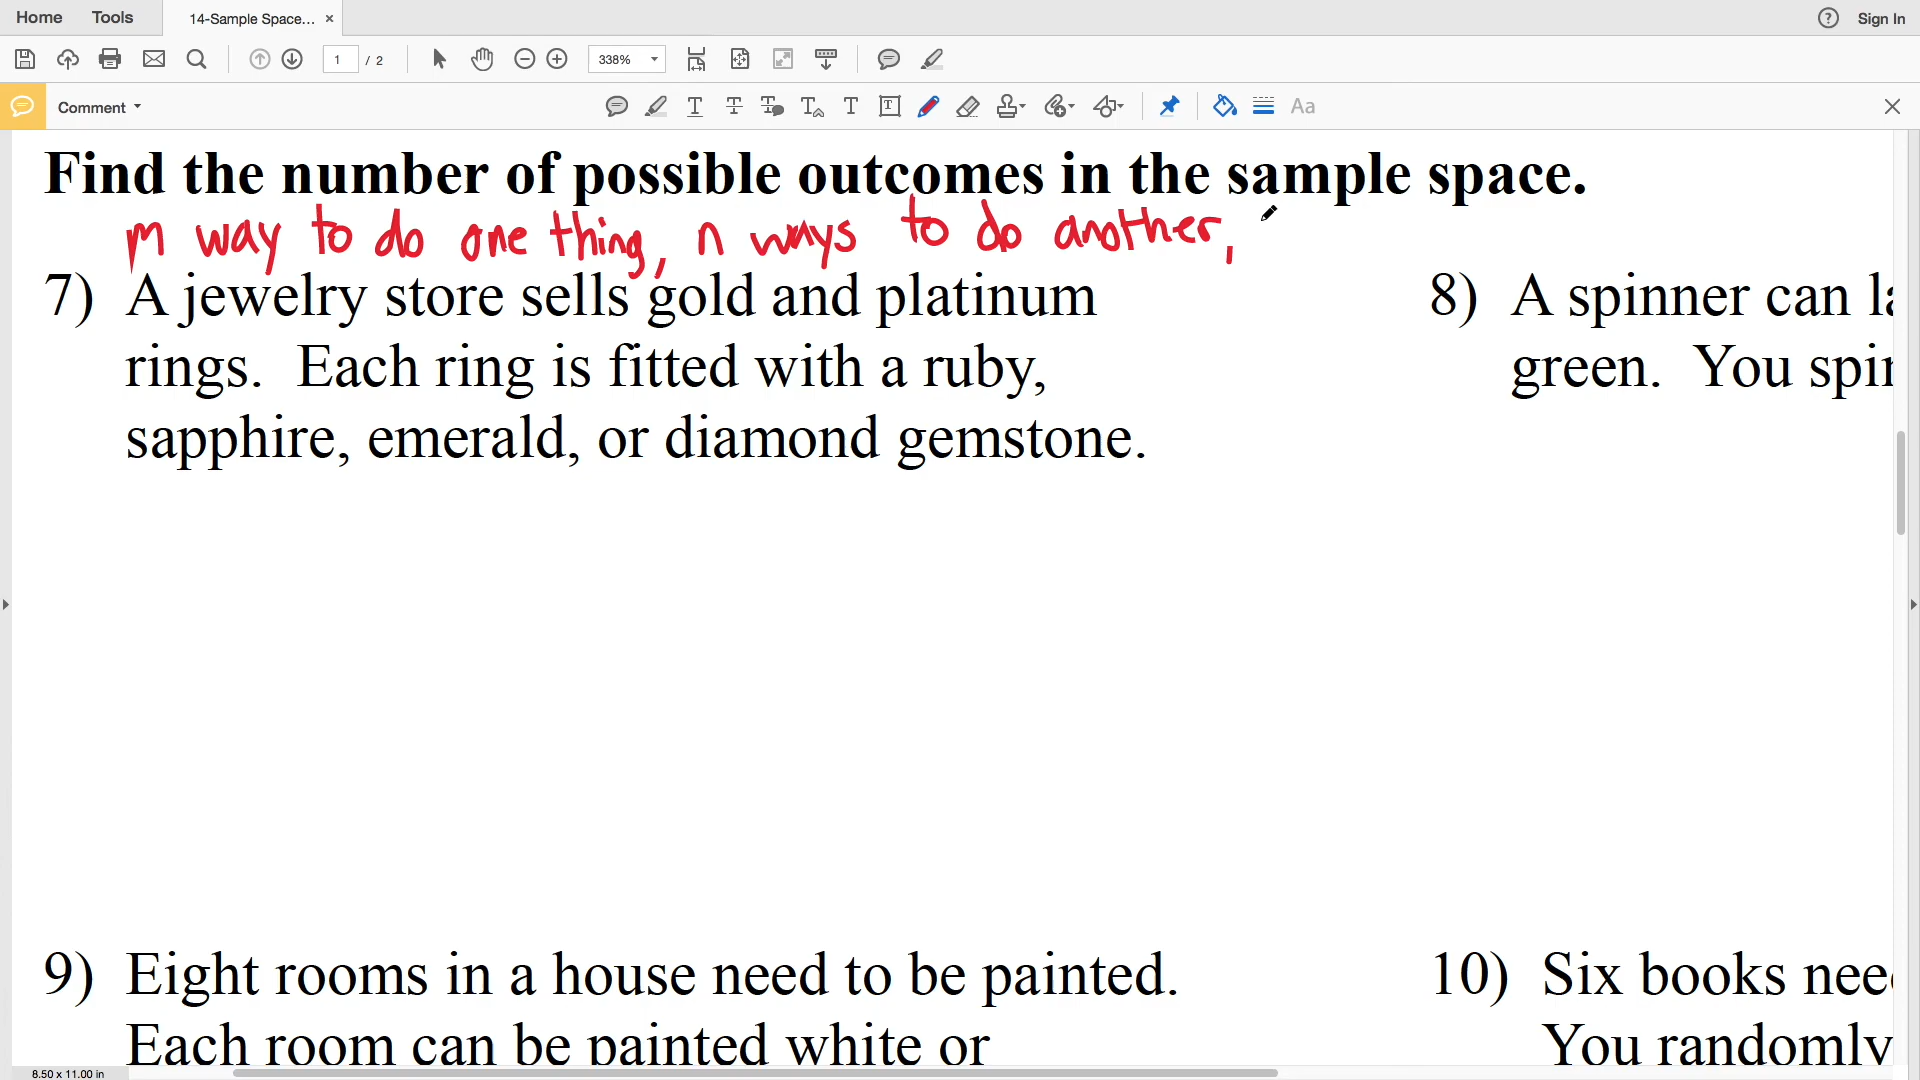 Home Tools 14-Sample Space... × ? Sign In
1 / 2 338%
Comment Aa
Find the number of possible outcomes in the sample space.
m way to do one thing, n ways to do another,
7) A jewelry store sells gold and platinum
rings. Each ring is fitted with a ruby,
sapphire, emerald, or diamond gemstone.
8) A spinner can
green. You
9) Eight rooms in a house need to be painted.
Each room can be painted white or
10) Six books
You randomly
8.50 x 11.00 in